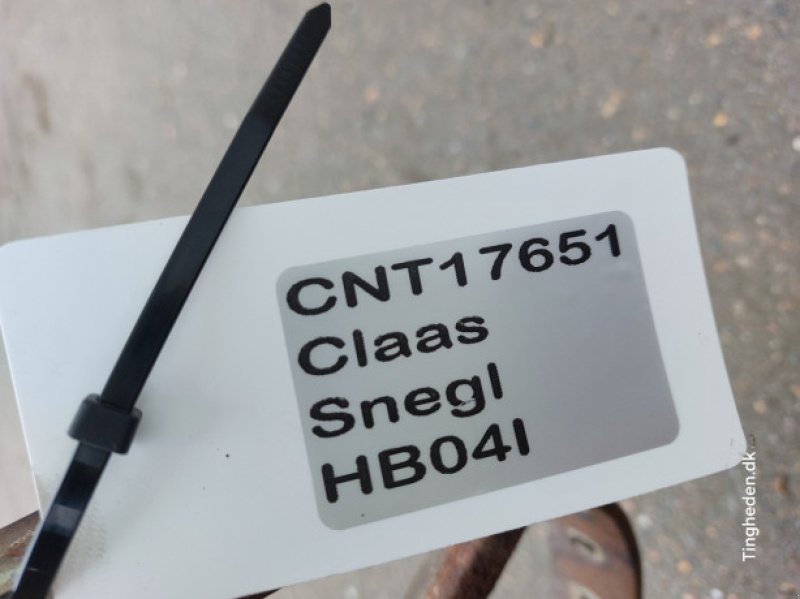 CNT17651
Claas
Snegl
HB04I
Tingheden.dk